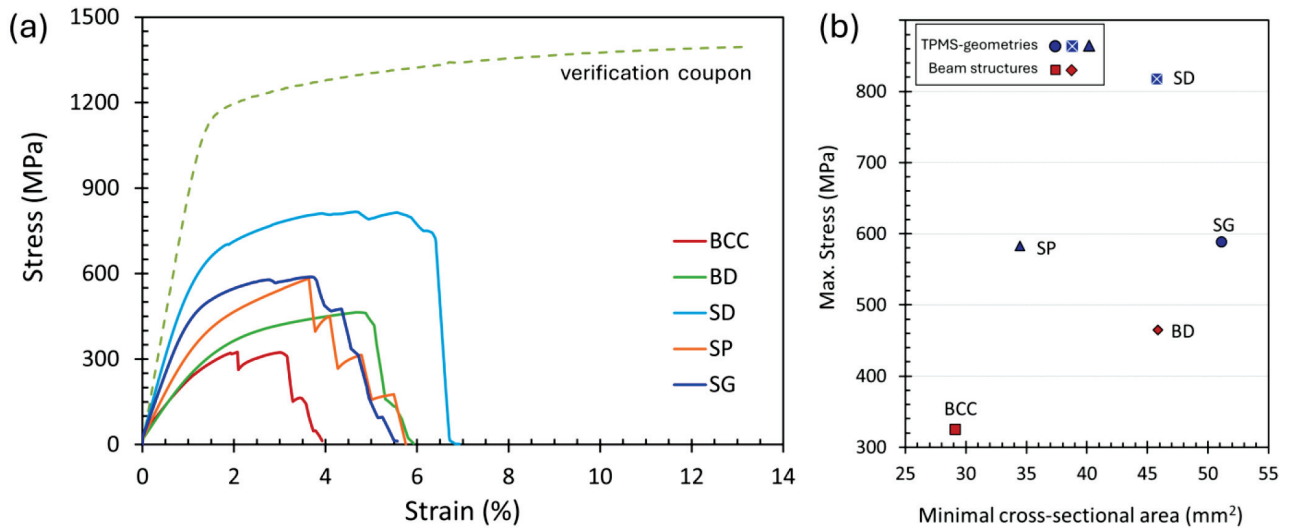 (a)
1500
1200
900
600
300
0
Stress (MPa)
verification coupon
BCC
BD
SD
SP
SG
0 2 4 6 8 10 12 14
Strain (%)
(b)
TPMS-geometries
Beam structures
800
700
600
500
400
300
Max. Stress (MPa)
SD
SG
SP
BD
BCC
25 30 35 40 45 50 55
Minimal cross-sectional area (mm²)